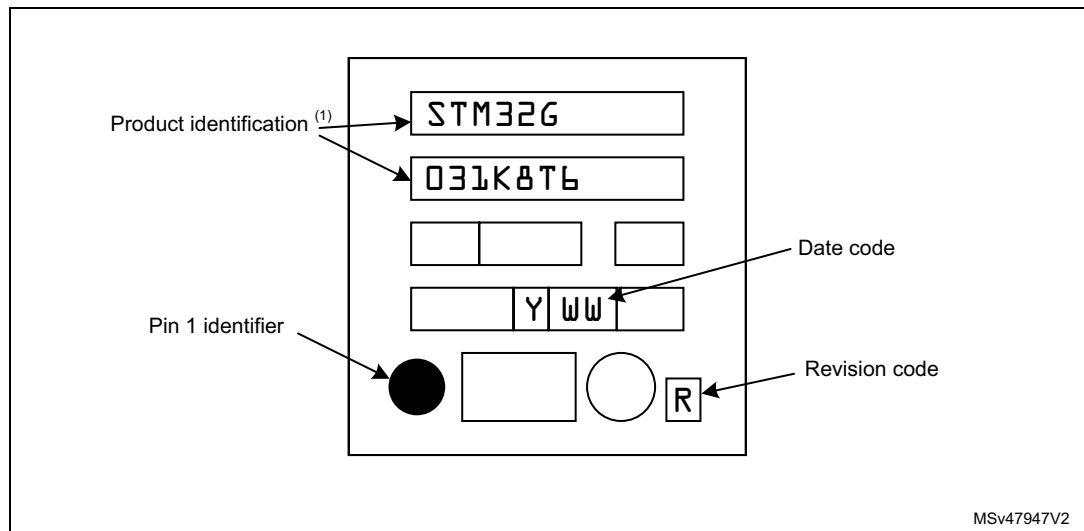 STM32G
Product identification (1)
031K8T6
Date code
Y WW
Pin 1 identifier
Revision code
R
MSv47947V2